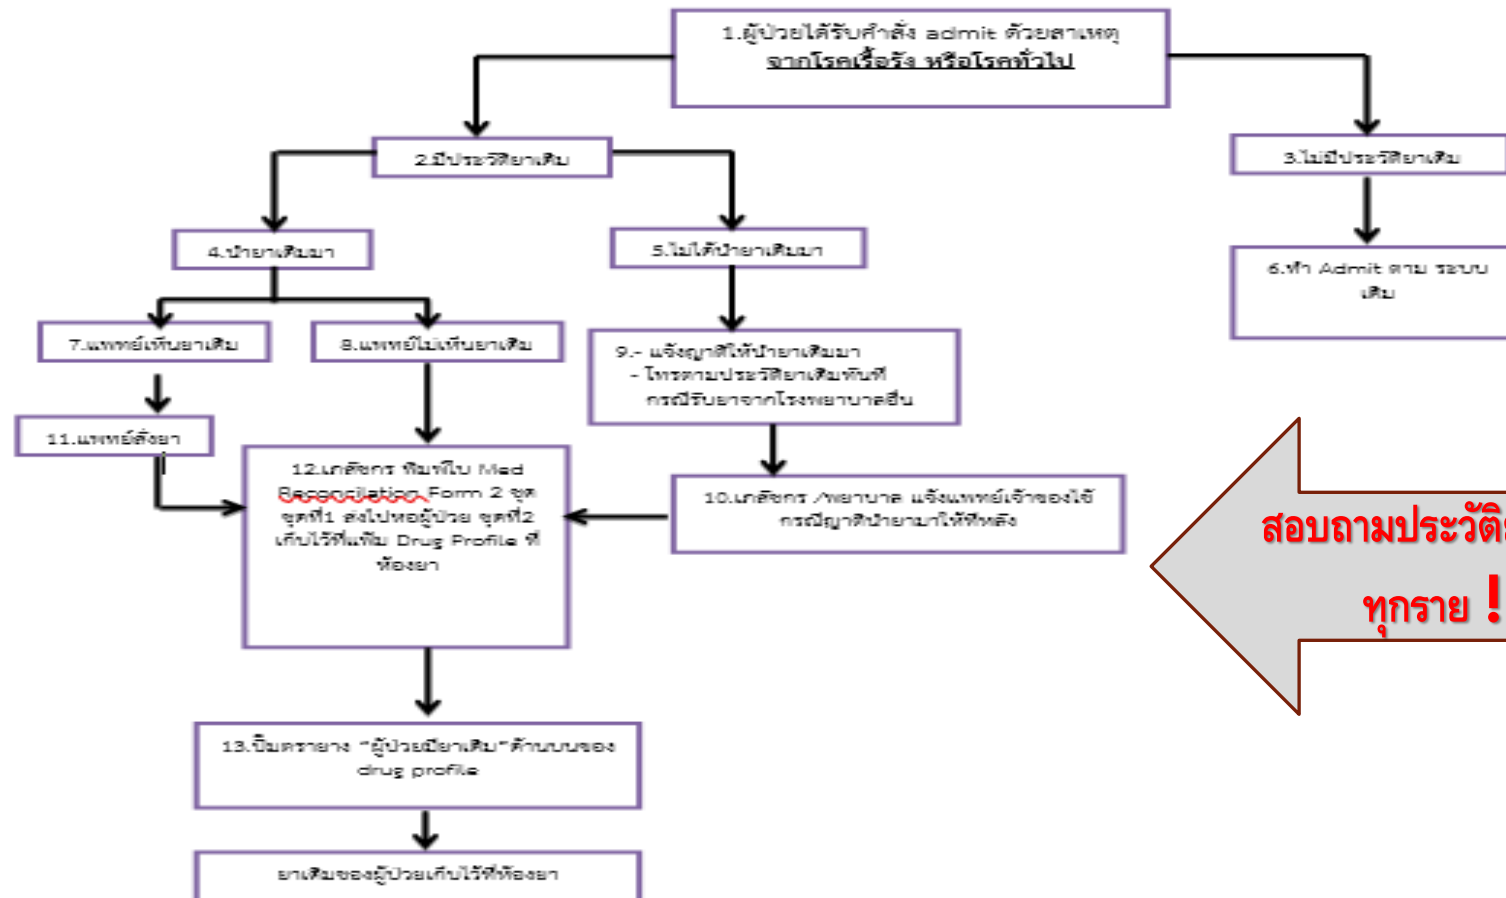 1.ผู้ป่วยได้รับคำสั่ง admit ด้วยสาเหตุ
จากโรคเรื้อรัง หรือโรคทั่วไป
2.มีประวัติยาเดิม
3.ไม่มีประวัติยาเดิม
4.นำยาเดิมมา
5.ไม่ได้นำยาเดิมมา
6.ทำ Admit ตาม ระบบ
เดิม
7.แพทย์เห็นยาเดิม
8.แพทย์ไม่เห็นยาเดิม
9.- แจ้งญาติให้นำยาเดิมมา
- โทรตามประวัติยาเดิมทันที
กรณีรับยาจากโรงพยาบาลอื่น
11.แพทย์สั่งยา
12.เภสัชกร พิมพ์ใบ Med
Reconcilation Form 2 ชุด
ชุดที่1 ส่งไปหอผู้ป่วย ชุดที่2
เก็บไว้ที่แฟ้ม Drug Profile ที่
ห้องยา
10.เภสัชกร /พยาบาล แจ้งแพทย์เจ้าของไข้
กรณีญาตินำยามาให้ทีหลัง
สอบถามประวัติ
ทุกราย !
13.ปั๊มตรายาง “ผู้ป่วยมียาเดิม”ด้านบนของ
drug profile
ยาเดิมของผู้ป่วยเก็บไว้ที่ห้องยา